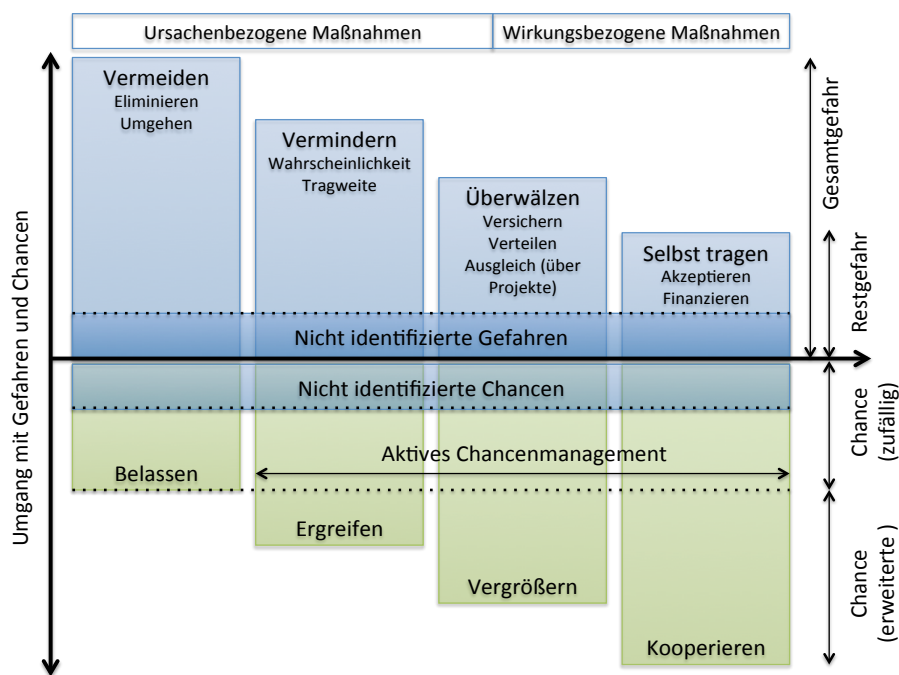 Ursachenbezogene Maßnahmen
Wirkungsbezogene Maßnahmen
Umgang mit Gefahren und Chancen
Vermeiden
Eliminieren
Umgehen
Vermindern
Wahrscheinlichkeit
Tragweite
Überwälzen
Versichern
Verteilen
Ausgleich (über
Projekte)
Selbst tragen
Akzeptieren
Finanzieren
Gesamtgefahr
Restgefahr
Nicht identifizierte Gefahren
Nicht identifizierte Chancen
Chance
(zufällig)
Aktives Chancenmanagement
Belassen
Ergreifen
Vergrößern
Kooperieren
Chance
(erweiterte )